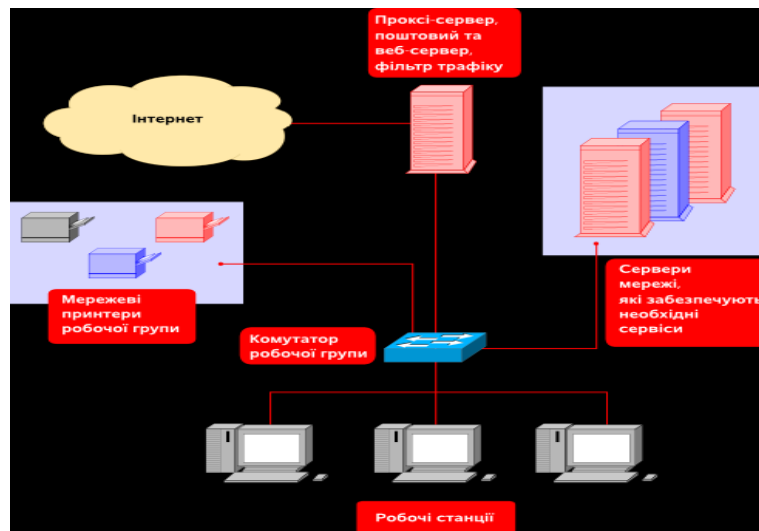 Проксі-сервер,
поштовий та
веб-сервер,
фільтр трафіку
Інтернет
Мережеві
принтери
робочої групи
Сервери
мережі,
які забезпечують
необхідні
сервіси
Комутатор
робочої групи
Робочі станції